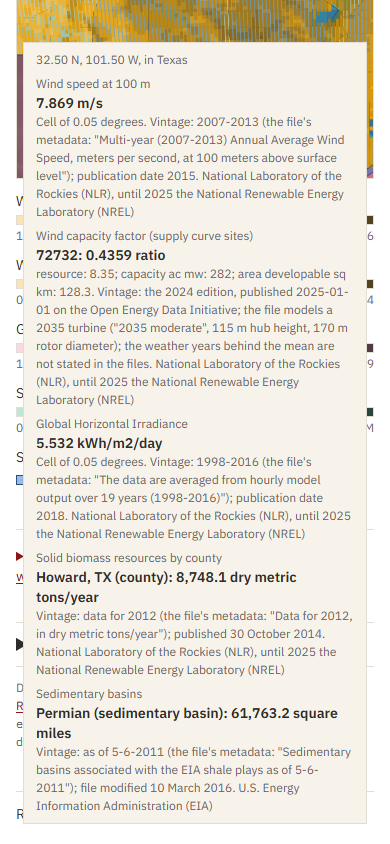 32.50 N, 101.50 W, in Texas
Wind speed at 100 m
7.869 m/s
Cell of 0.05 degrees. Vintage: 2007-2013 (the file's
metadata: "Multi-year (2007-2013) Annual Average Wind
Speed, meters per second, at 100 meters above surface
level"); publication date 2015. National Laboratory of the
Rockies (NLR), until 2025 the National Renewable Energy
Laboratory (NREL)
Wind capacity factor (supply curve sites)
72732: 0.4359 ratio
resource: 8.35; capacity ac mw: 282; area developable sq
km: 128.3. Vintage: the 2024 edition, published 2025-01-
01 on the Open Energy Data Initiative; the file models a
2035 turbine ("2035 moderate", 115 m hub height, 170 m
rotor diameter); the weather years behind the mean are
not stated in the files. National Laboratory of the Rockies
(NLR), until 2025 the National Renewable Energy
Laboratory (NREL)
Global Horizontal Irradiance
5.532 kWh/m2/day
Cell of 0.05 degrees. Vintage: 1998-2016 (the file's
metadata: "The data are averaged from hourly model
output over 19 years (1998-2016)"); publication date
2018. National Laboratory of the Rockies (NLR), until 2025
the National Renewable Energy Laboratory (NREL)
Solid biomass resources by county
Howard, TX (county): 8,748.1 dry metric
tons/year
Vintage: data for 2012 (the file's metadata: "Data for 2012,
in dry metric tons/year"); published 30 October 2014.
National Laboratory of the Rockies (NLR), until 2025 the
National Renewable Energy Laboratory (NREL)
Sedimentary basins
Permian (sedimentary basin): 61,763.2 square
miles
Vintage: as of 5-6-2011 (the file's metadata: "Sedimentary
basins associated with the EIA shale plays as of 5-6-
2011"); file modified 10 March 2016. U.S. Energy
Information Administration (EIA)